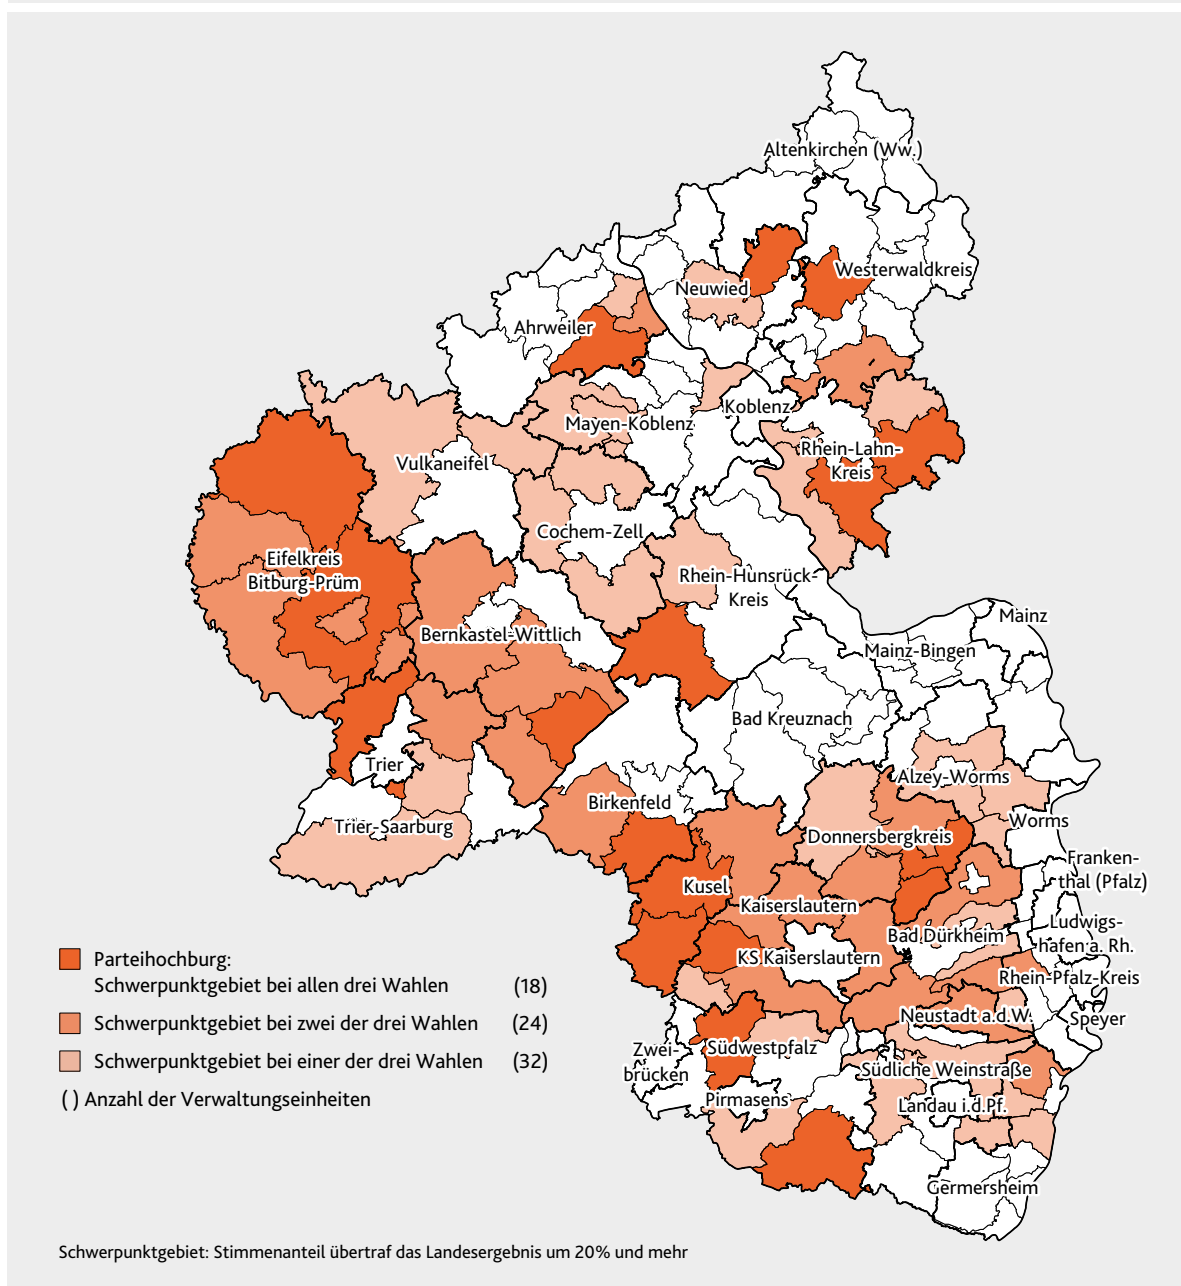 Altenkirchen (Ww.)
Westerwaldkreis
Neuwied
Ahrweiler
Koblenz
Mayen-Koblenz
Rhein-Lahn-
Kreis
Vulkaneifel
Cochem-Zell
Eifelkreis
Bitburg-Prüm
Rhein-Hunsrück-
Kreis
Mainz
Bernkastel-Wittlich
Mainz-Bingen
Bad Kreuznach
Trier
Alzey-Worms
Birkenfeld
Trier-Saarburg
Donnersbergkreis
Worms
Franken-
thal (Pfalz)
Kusel
Kaiserslautern
Ludwigs-
hafen a. Rh.
Bad Dürkheim
KS Kaiserslautern
Rhein-Pfalz-Kreis
Neustadt a.d.W.
Speyer
Zwei-
brücken
Südwestpfalz
Südliche Weinstraße
Pirmasens
Landau i.d.Pf.
Germersheim
Parteihochburg:
Schwerpunktgebiet bei allen drei Wahlen (18)
Schwerpunktgebiet bei zwei der drei Wahlen (24)
Schwerpunktgebiet bei einer der drei Wahlen (32)
( ) Anzahl der Verwaltungseinheiten
Schwerpunktgebiet: Stimmenanteil übertraf das Landesergebnis um 20% und mehr